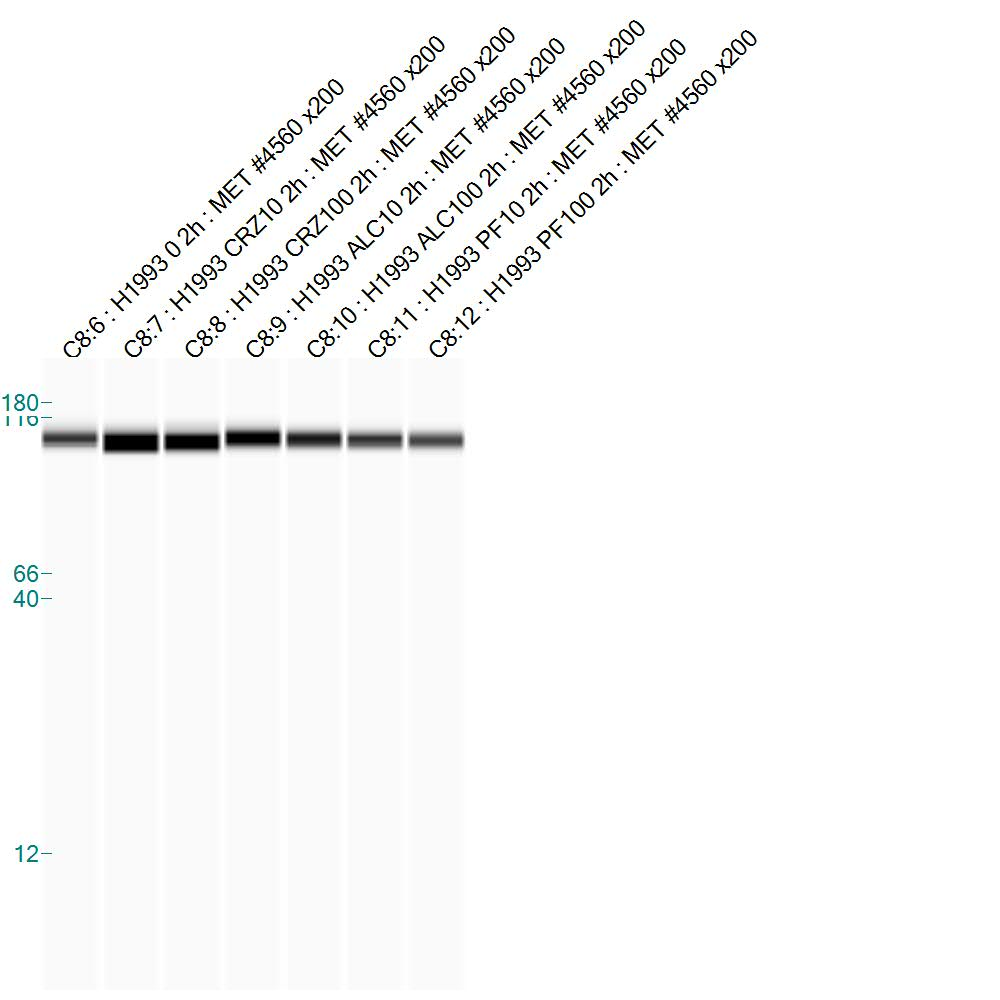 C8:6 : H1993 0 2h : MET #4560 x200
C8:7 : H1993 CRZ10 2h : MET #4560 x200
C8:8 : H1993 CRZ100 2h : MET #4560 x200
C8:9 : H1993 ALC10 2h : MET #4560 x200
C8:10 : H1993 ALC100 2h : MET #4560 x200
C8:11 : H1993 PF10 2h : MET #4560 x200
C8:12 : H1993 PF100 2h : MET #4560 x200
180
116
66
40
12